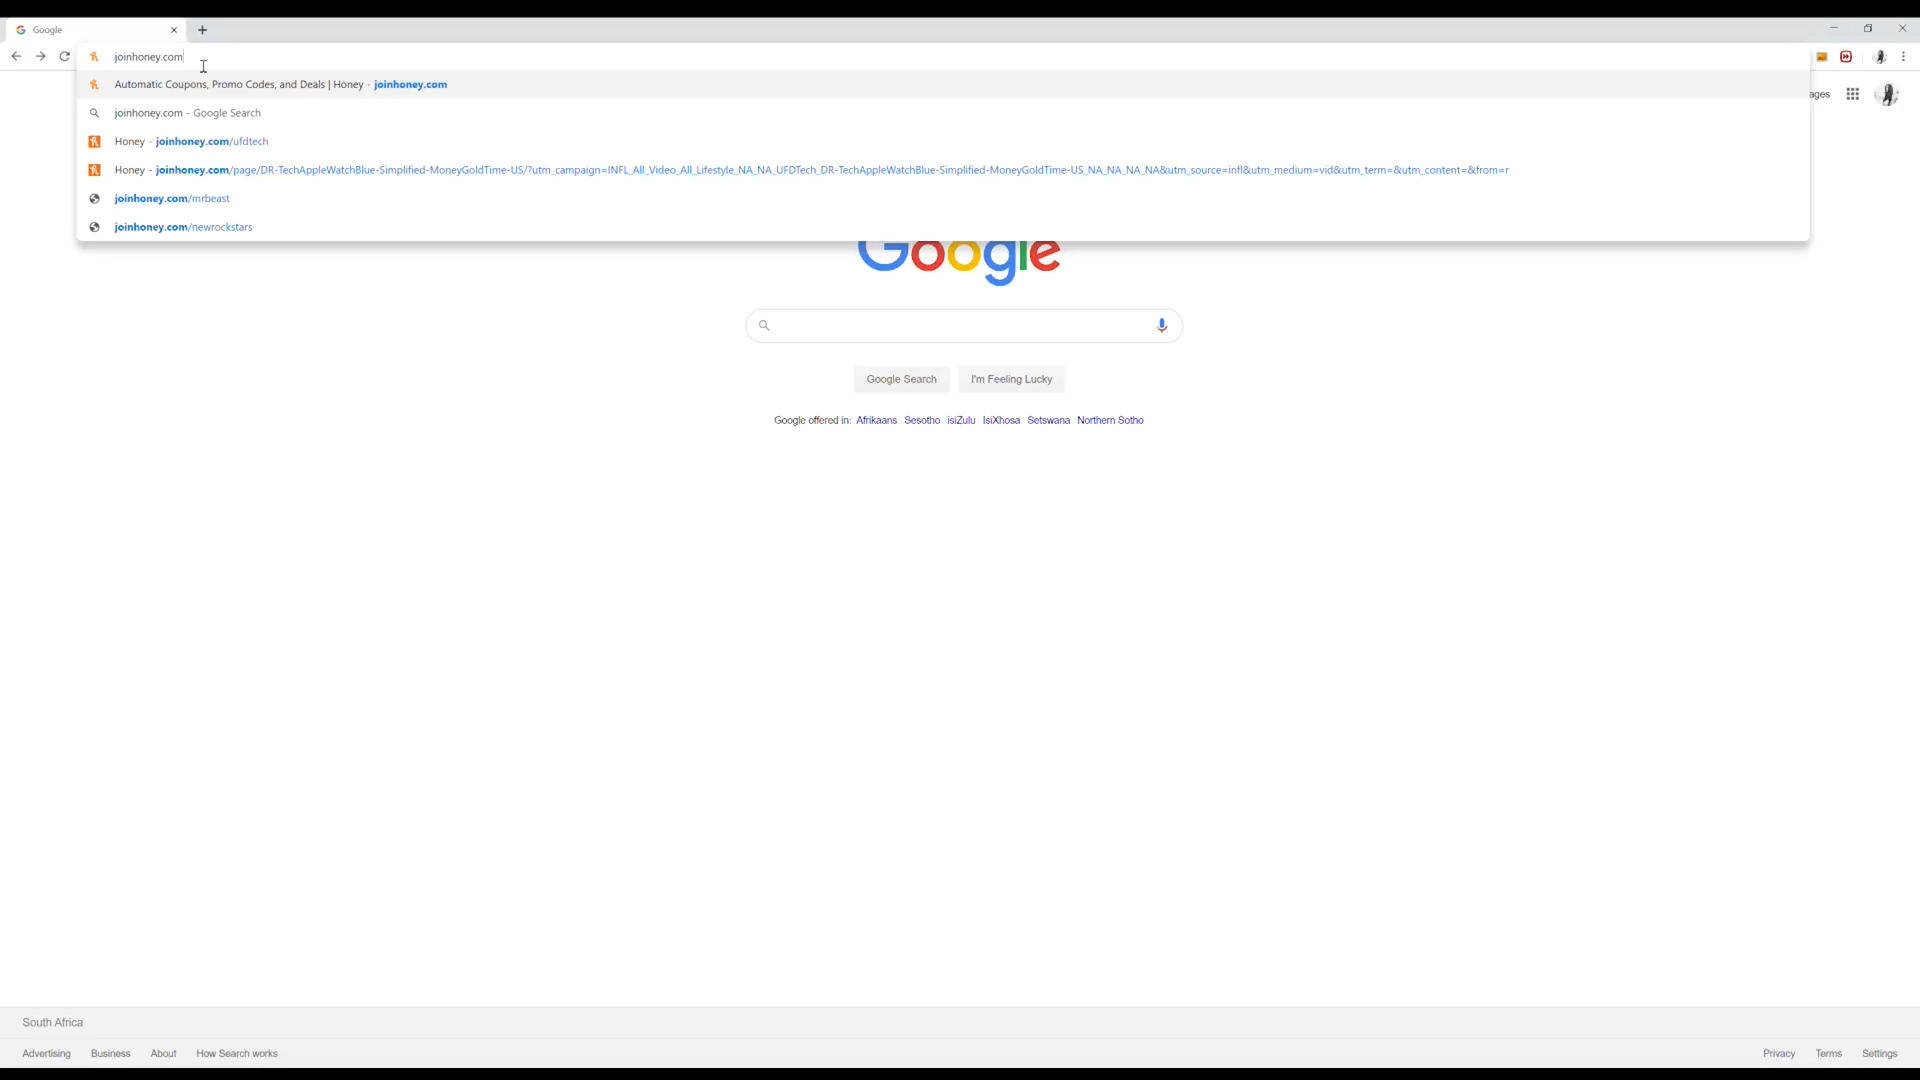 Google
joinhoney.com
Automatic Coupons, Promo Codes, and Deals | Honey - joinhoney.com
joinhoney.com - Google Search
Honey - joinhoney.com/ufdtech
Honey - joinhoney.com/page/DR-TechAppleWatchBlue-Simplified-MoneyGoldTime-US/?utm_campaign=INFL_All_Video_All_Lifestyle_NA_NA_UFDTech_DR-TechAppleWatchBlue-Simplified-MoneyGoldTime-US_NA_NA_NA_NA&utm_source=infl&utm_medium=vid&utm_term=&utm_content=&from=r
joinhoney.com/mrbeast
joinhoney.com/newrockstars
ages
Google
Google Search I'm Feeling Lucky
Google offered in: Afrikaans Sesotho isiZulu IsiXhosa Setswana Northern Sotho
South Africa
Advertising Business About How Search works Privacy Terms Settings